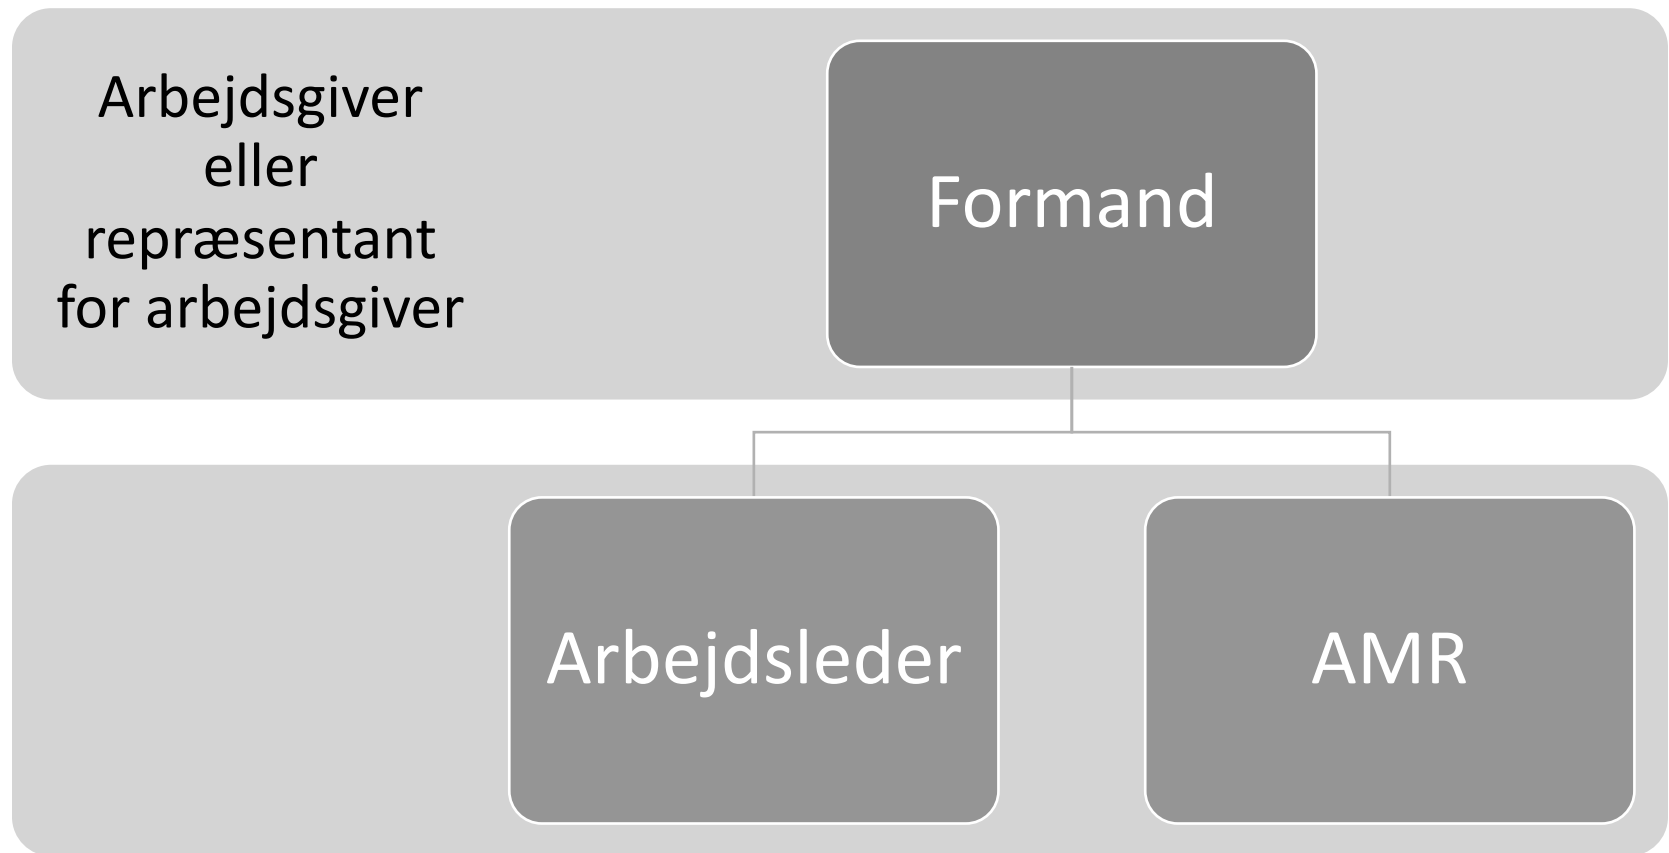 Arbejdsgiver
eller
repræsentant
for arbejdsgiver
Formand
Arbejdsleder
AMR